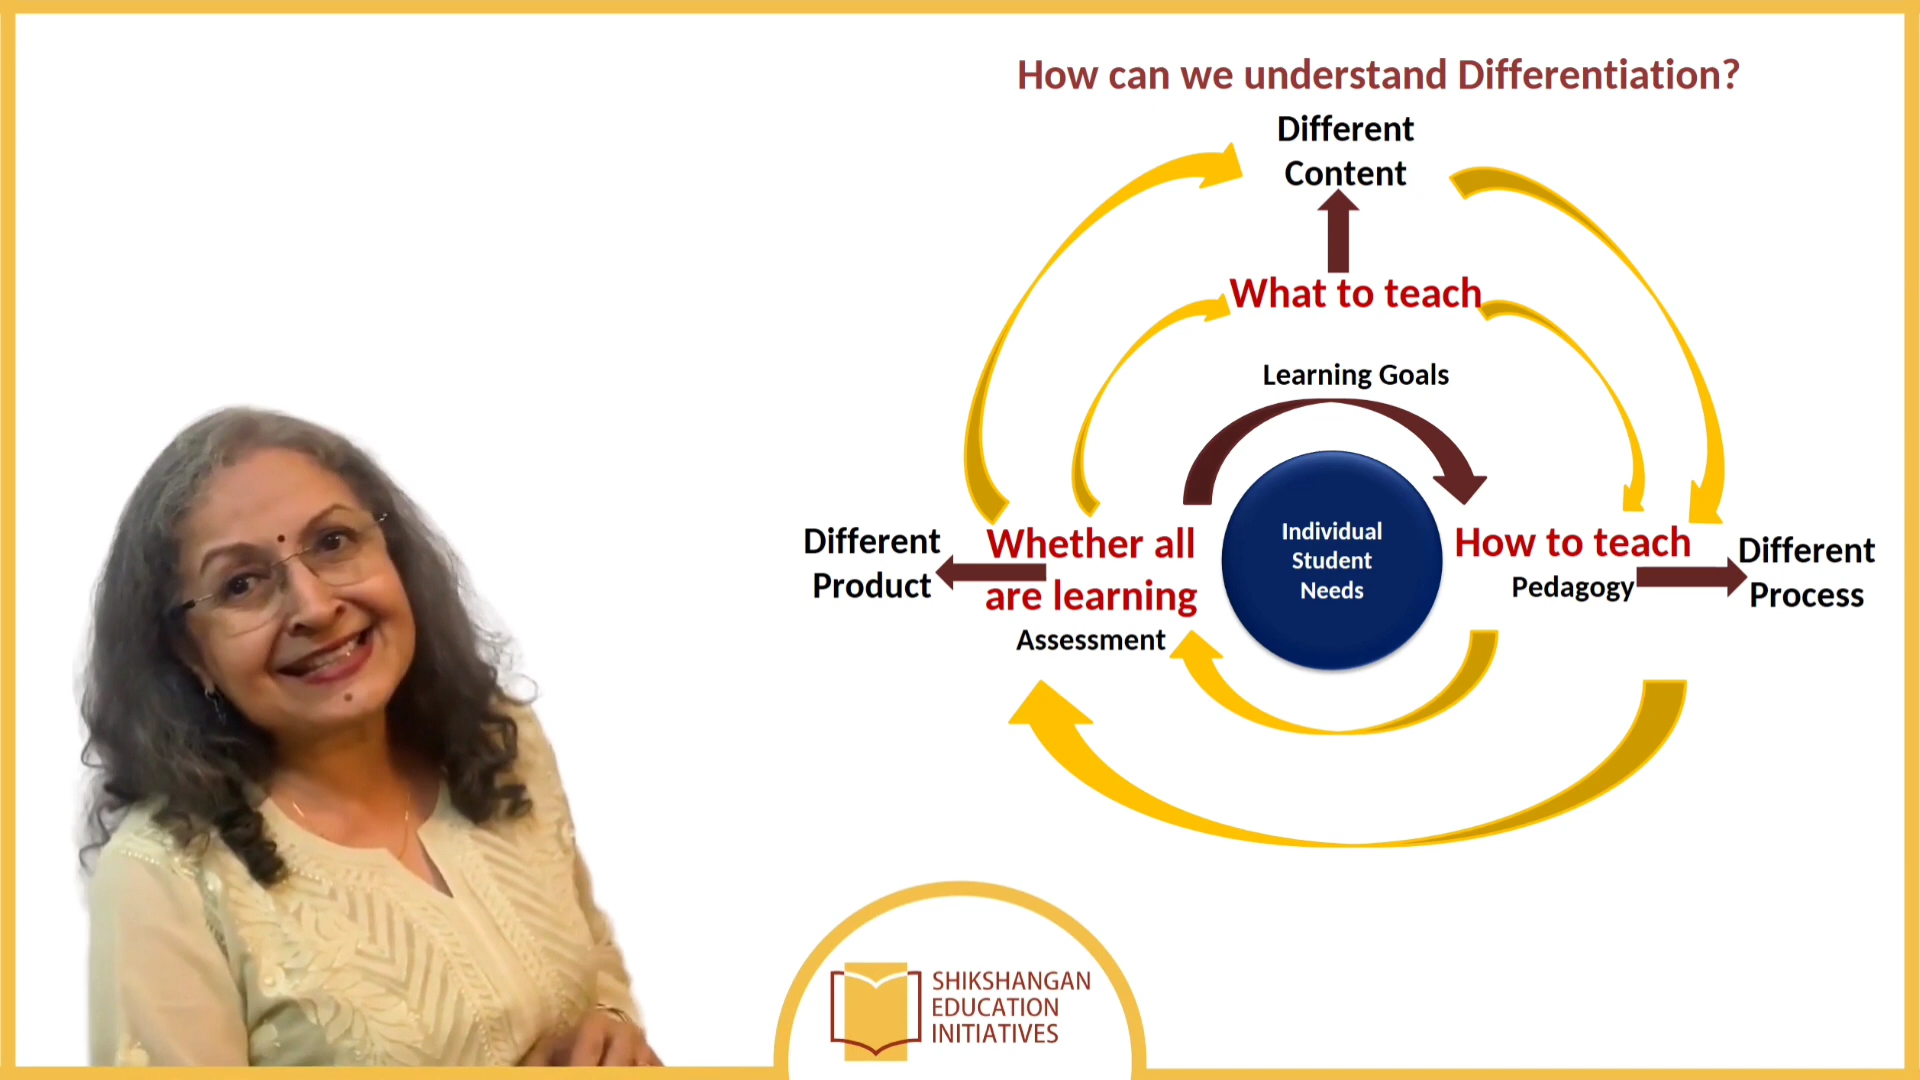 How can we understand Differentiation?
Different
Content
What to teach
Learning Goals
Different
Product
Whether all
are learning
Assessment
Individual
Student
Needs
How to teach
Pedagogy
Different
Process
SHIKSHANGAN
EDUCATION
INITIATIVES